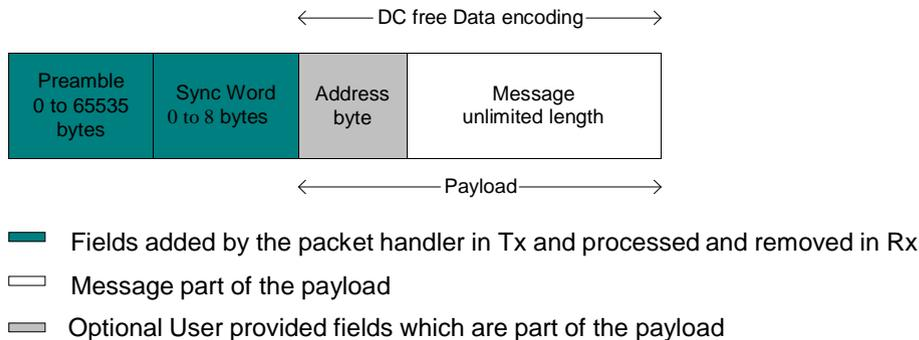 DC free Data encoding
Preamble
0 to 65535
bytes
Sync Word
0 to 8 bytes
Address
byte
Message
unlimited length
Payload
Fields added by the packet handler in Tx and processed and removed in Rx
Message part of the payload
Optional User provided fields which are part of the payload